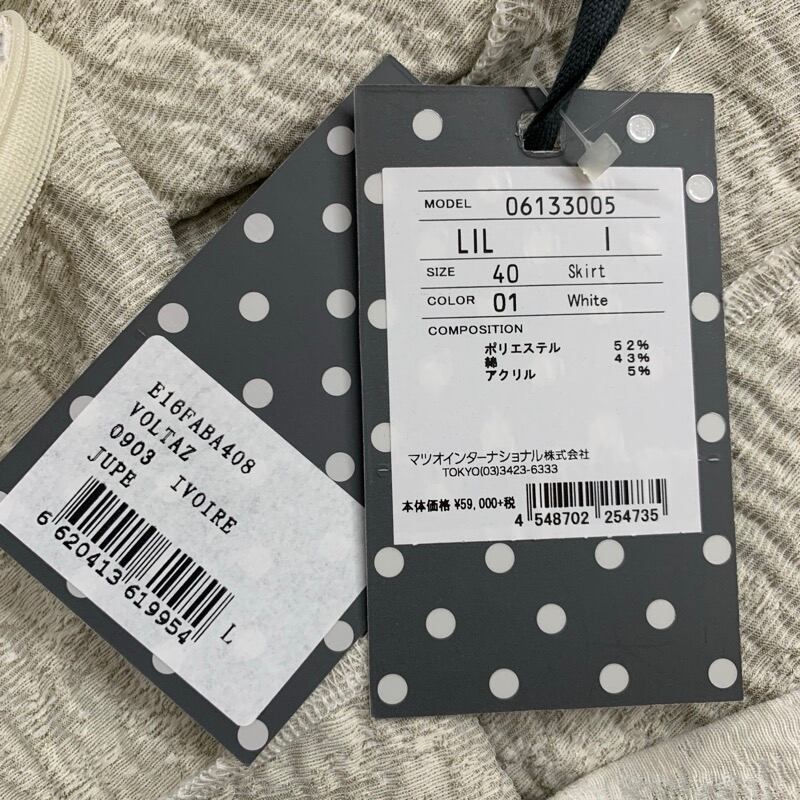 MODEL 06133005
LIL I
SIZE 40 Skirt
COLOR 01 White
COMPOSITION
ポリエステル 52%
綿 43%
アクリル 5%
マツオインターナショナル株式会社
TOKYO(03)3423-6333
本体価格 ¥59,000+税
4 548702 254735
E16FABA408
VOLTAZ
0903 IVOIRE
JUPE
6 620413 619954 L